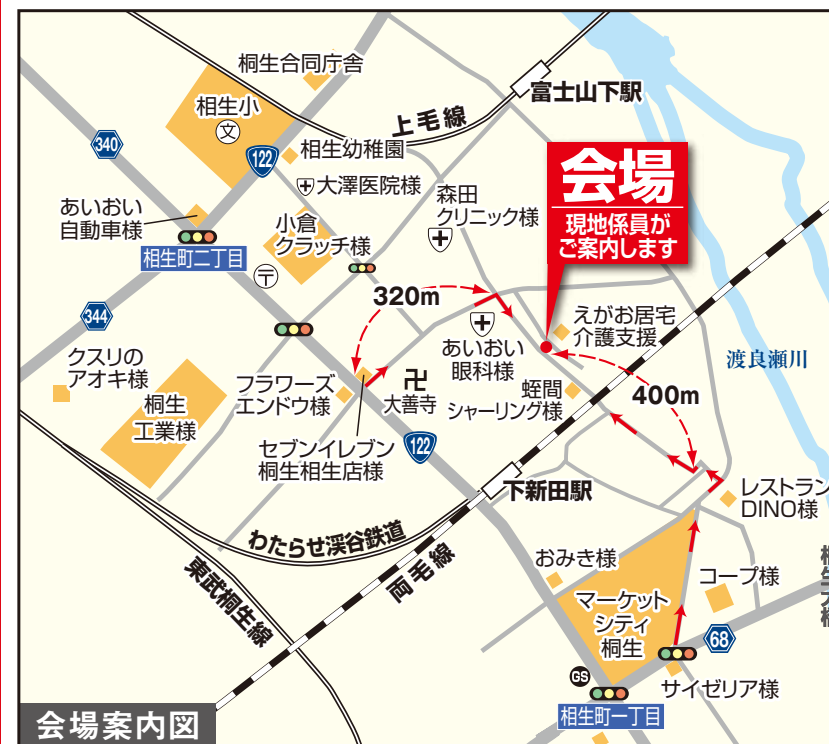 桐生合同庁舎
富士山下駅
相生小
文
上毛線
340
122
相生幼稚園
大澤医院様
会場
現地係員が
ご案内します
森田
クリニック様
あいおい
自動車様
小倉
クラッチ様
相生町二丁目
〒
344
320m
えがお居宅
介護支援
あいおい
眼科様
渡良瀬川
クスリの
アオキ様
桐生
工業様
フラワーズ
エンドウ様
卍
大善寺
蛭間
シャーリング様
400m
セブンイレブン
桐生相生店様
122
下新田駅
レストラン
DINO様
わたらせ渓谷鉄道
両毛線
東武桐生線
おみき様
コープ様
マーケット
シティ
桐生
68
GS
サイゼリア様
相生町一丁目
会場案内図